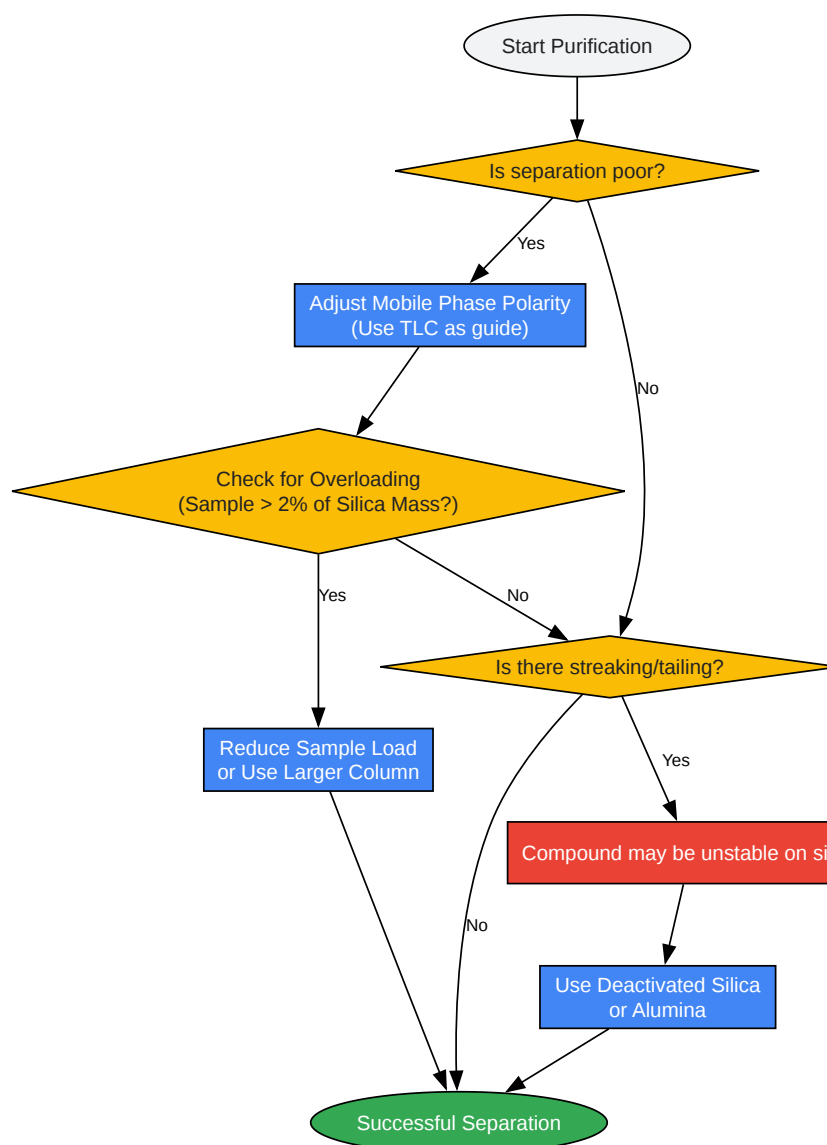 Start Purification
Is separation poor?
Yes
Adjust Mobile Phase Polarity
(Use TLC as guide)
No
Check for Overloading
(Sample > 2% of Silica Mass?)
Yes
No
Is there streaking/tailing?
Reduce Sample Load
or Use Larger Column
Yes
Compound may be unstable on si
No
Use Deactivated Silica
or Alumina
Successful Separation